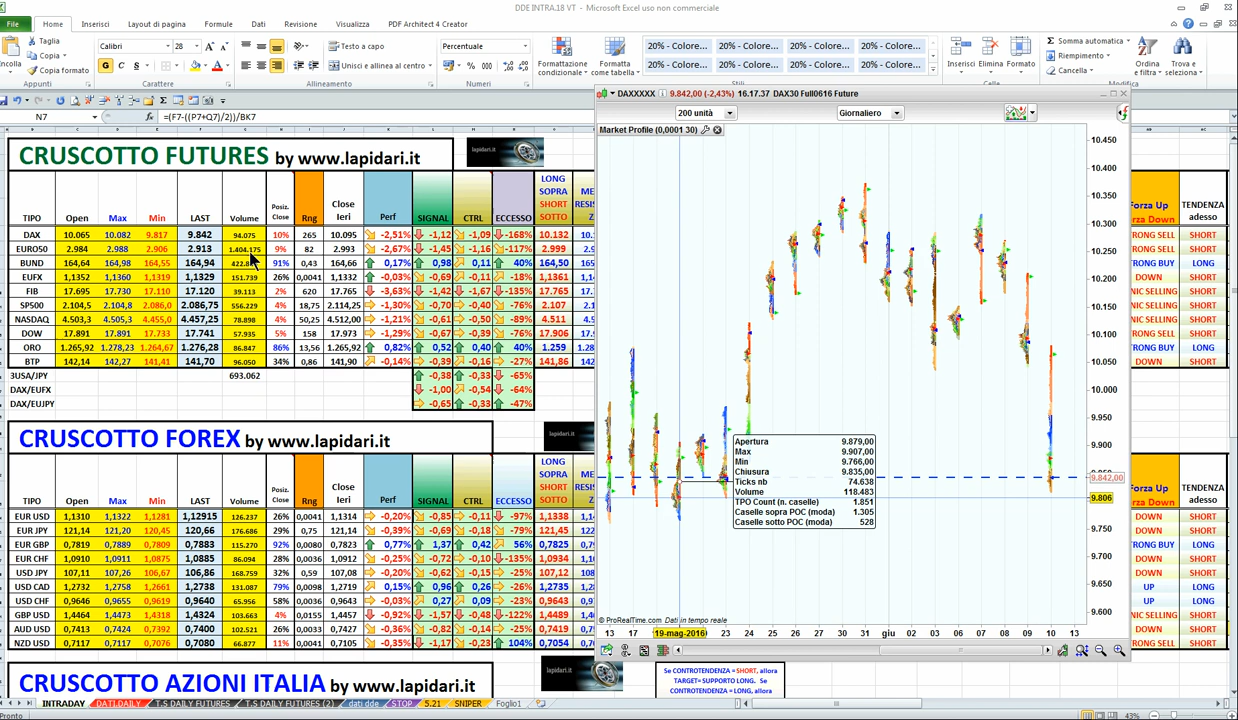 DDE INTRA.18 VT - Microsoft Excel uso non commerciale
File Home Inserisci Layout di pagina Formule Dati Revisione Visualizza PDF Architect 4 Creator
Taglia
Copia
Copia formato
Appunti
Calibri 28
G C S
Carattere
Testo a capo
Unisci e allinea al centro
Allineamento
Percentuale
Numeri
Formattazione condizionale
Formatta come tabella
20% - Colore... 20% - Colore... 20% - Colore... 20% - Colore...
20% - Colore... 20% - Colore... 20% - Colore... 20% - Colore...
Stili
Inserisci Elimina Formato
Somma automatica
Riempimento
Cancella
Ordina e filtra
Trova e seleziona
N7 =(F7-((P7+Q7)/2))/BK7
CRUSCOTTO FUTURES by www.lapidari.it
TIPO Open Max Min LAST Volume Posiz. Close Rng Close Ieri Perf SIGNAL CTRL ECCESSO LONG SOPRA SHORT SOTTO
DAX 10.065 10.082 9.817 9.842 94.075 10% 265 10.095 -2,51% -1,12 -1,09 -168% 10.132
EURO50 2.984 2.988 2.906 2.913 1.404.175 9% 82 2.993 -2,67% -1,45 -1,16 -117% 2.999
BUND 164,64 164,98 164,55 164,94 91% 0,43 164,66 0,17% 0,98 0,11 40% 164,50
EUFX 1,1352 1,1360 1,1319 1,1329 151.739 26% 0,0041 1,1332 -0,03% -0,69 -0,11 -18% 1,1361
FIB 17.695 17.730 17.110 17.120 39.113 2% 620 17.765 -3,63% -1,42 -1,67 -135% 17.765
SP500 2.104,5 2.104,8 2.086,0 2.086,75 556.229 4% 18,75 2.114,25 -1,30% -0,70 -0,40 -76% 2.107
NASDAQ 4.503,3 4.505,3 4.455,0 4.457,25 78.898 4% 50,25 4.512,00 -1,21% -0,61 -0,50 -89% 4.511
DOW 17.891 17.891 17.733 17.741 57.935 5% 158 17.973 -1,29% -0,67 -0,39 -76% 17.906
ORO 1.265,92 1.278,23 1.264,67 1.276,28 86.847 86% 13,56 1.265,92 0,82% 0,52 0,40 40% 1.259
BTP 142,14 142,27 141,41 141,70 96.050 34% 0,86 141,90 -0,14% -0,39 -0,16 -27% 141,86
3USA/JPY 693.062 -0,38 -0,33 -65%
DAX/EUFX -1,00 -0,54 -64%
DAX/EUJPY -0,65 -0,33 -47%
CRUSCOTTO FOREX by www.lapidari.it
TIPO Open Max Min LAST Volume Posiz. Close Rng Close Ieri Perf SIGNAL CTRL ECCESSO LONG SOPRA SHORT SOTTO
EUR USD 1,1310 1,1322 1,1281 1,12915 126.237 26% 0,0041 1,1314 -0,20% -0,85 -0,11 -97% 1,1338
EUR JPY 121,14 121,20 120,45 120,66 176.686 29% 0,75 121,13 -0,39% -0,69 -0,18 -79% 121,45
EUR GBP 0,7819 0,7889 0,7809 0,7883 115.270 92% 0,0080 0,7823 0,77% 1,37 0,42 56% 0,7825
EUR CHF 1,0910 1,0911 1,0875 1,0885 86.094 28% 0,0036 1,0912 -0,25% -0,72 -0,10 -135% 1,0934
USD JPY 107,11 107,26 106,67 106,86 168.759 32% 0,59 107,08 -0,20% -0,62 -0,15 -25% 107,12
USD CAD 1,2732 1,2758 1,2661 1,2738 131.087 79% 0,0097 1,2720 0,15% 0,96 0,26 -26% 1,2735
USD CHF 0,9646 0,9655 0,9619 0,9640 65.956 58% 0,0036 0,9643 -0,03% 0,27 0,09 -23% 0,9646
GBP USD 1,4464 1,4473 1,4318 1,4324 103.663 4% 0,0155 1,4457 -0,92% -1,57 -0,48 -122% 1,4489
AUD USD 0,7413 0,7424 0,7392 0,7400 102.521 26% 0,0033 0,7427 -0,36% -0,82 -0,14 -25% 0,7419
NZD USD 0,7117 0,7117 0,7076 0,7080 66.877 11% 0,0041 0,7105 -0,35% -1,17 104% 0,7054
CRUSCOTTO AZIONI ITALIA by www.lapidari.it
Se CONTROTENDENZA = SHORT, allora
TARGET= SUPPORTO LONG. Se
CONTROTENDENZA = LONG, allora
DAXXXXX 9.842,00 (-2,43%) 16.17.37 DAX30 Full0616 Future
200 unità Giornaliero
Market Profile (0,0001 30)
10.450
10.400
10.350
10.300
10.250
10.200
10.150
10.100
10.050
10.000
9.950
9.900
9.842,00
9.806
9.750
9.700
9.650
9.600
Apertura 9.879,00
Max 9.907,00
Min 9.766,00
Chiusura 9.835,00
Ticks nb 74.638
Volume 118.483
TPO Count (n. caselle) 1.851
Caselle sopra POC (moda) 1.305
Caselle sotto POC (moda) 528
© ProRealTime.com Dati in tempo reale
13 17 19-mag-2016 23 24 25 26 27 30 31 giu 02 03 06 07 08 09 10 13
TENDENZA adesso
SHORT
SHORT
LONG
SHORT
SHORT
SHORT
SHORT
SHORT
LONG
SHORT
TENDENZA adesso
DOWN SHORT
DOWN SHORT
LONG
DOWN SHORT
DOWN SHORT
UP LONG
UP LONG
SHORT
DOWN SHORT
SHORT
INTRADAY DATI.DAILY T.S DAILY FUTURES T.S DAILY FUTURES (2) dati dde STOP 5.21 SNIPER Foglio1
Pronto 43%